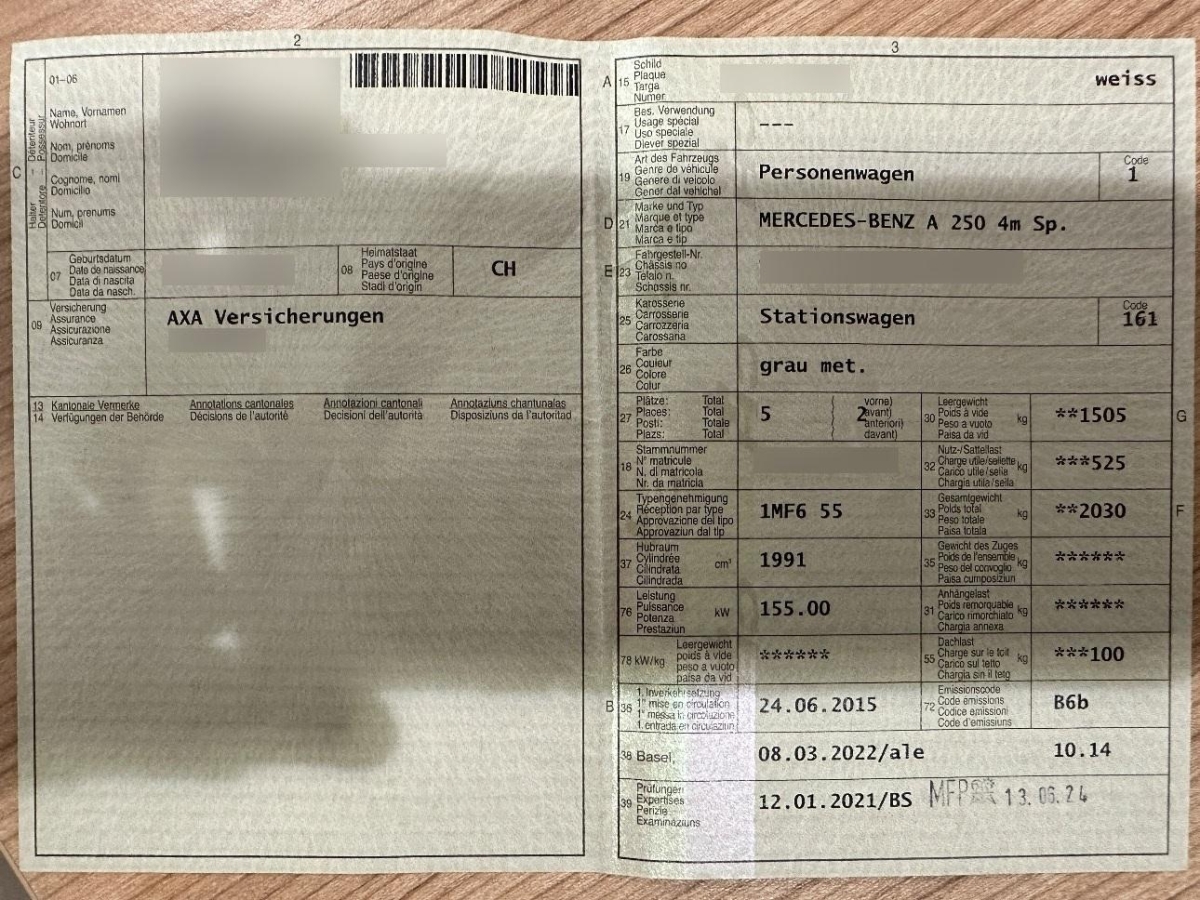 2
01-06
Name, Vornamen
Wohnort
Nom, prénoms
Domicile
Cognome, nomi
Domicilio
Num, prenums
Domicil
C
Halter - Détenteur
Detentore - Possessur
07
Geburtsdatum
Date de naissance
Data di nascita
Data da nasch.
08
Heimatstaat
Pays d'origine
Paese d'origine
Stadi d'origin
CH
09
Versicherung
Assurance
Assicurazione
Assicuranza
AXA Versicherungen
13 Kantonale Vermerke Annotations cantonales Annotazioni cantonali Annotaziuns chantunalas
14 Verfügungen der Behörde Décisions de l'autorité Decisioni dell'autorità Disposiziuns da l'autoritad
3
A 15
Schild
Plaque
Targa
Numer
weiss
17
Bes. Verwendung
Usage spécial
Uso speciale
Diever spezial
---
19
Art des Fahrzeugs
Genre de véhicule
Genere di veicolo
Gener dal vehichel
Personenwagen
Code
1
D 21
Marke und Typ
Marque et type
Marca e tipo
Marca e tip
MERCEDES-BENZ A 250 4m Sp.
E 23
Fahrgestell-Nr.
Châssis no
Telaio n.
Schassis nr.
25
Karosserie
Carrosserie
Carrozzeria
Carossaria
Stationswagen
Code
161
26
Farbe
Couleur
Colore
Colur
grau met.
27
Plätze: Total
Places: Total
Posti: Totale
Plazs: Total
5
2
vorne)
avant)
anteriori)
davant)
30
Leergewicht
Poids à vide
Peso a vuoto
Paisa da vid
kg
**1505
G
18
Stammnummer
N° matricule
N. di matricola
Nr. da matricla
32
Nutz-/Sattellast
Charge utile/sellette
Carico utile/sella
Chargia utila/sella
kg
***525
24
Typengenehmigung
Réception par type
Approvazione del tipo
Approvaziun dal tip
1MF6 55
33
Gesamtgewicht
Poids total
Peso totale
Paisa totala
kg
**2030
F
37
Hubraum
Cylindrée
Cilindrata
Cilindrada
cm³
1991
35
Gewicht des Zuges
Poids de l'ensemble
Peso del convoglio
Paisa cumposiziun
kg
******
76
Leistung
Puissance
Potenza
Prestaziun
kW
155.00
31
Anhängelast
Poids remorquable
Carico rimorchiato
Chargia annexa
kg
******
78 kW/kg
Leergewicht
poids à vide
peso a vuoto
paisa da vid
******
55
Dachlast
Charge sur le toit
Carico sul tetto
Chargia sin il tetg
kg
***100
B 36
1. Inverkehrsetzung
1re mise en circulation
1a messa in circolazione
1. entrada en circulaziun
24.06.2015
72
Emissionscode
Code émissions
Codice emissioni
Code d'emissiuns
B6b
38 Basel,
08.03.2022/ale
10.14
39
Prüfungen
Expertises
Perizie
Examinaziuns
12.01.2021/BS
MFP 13.06.24